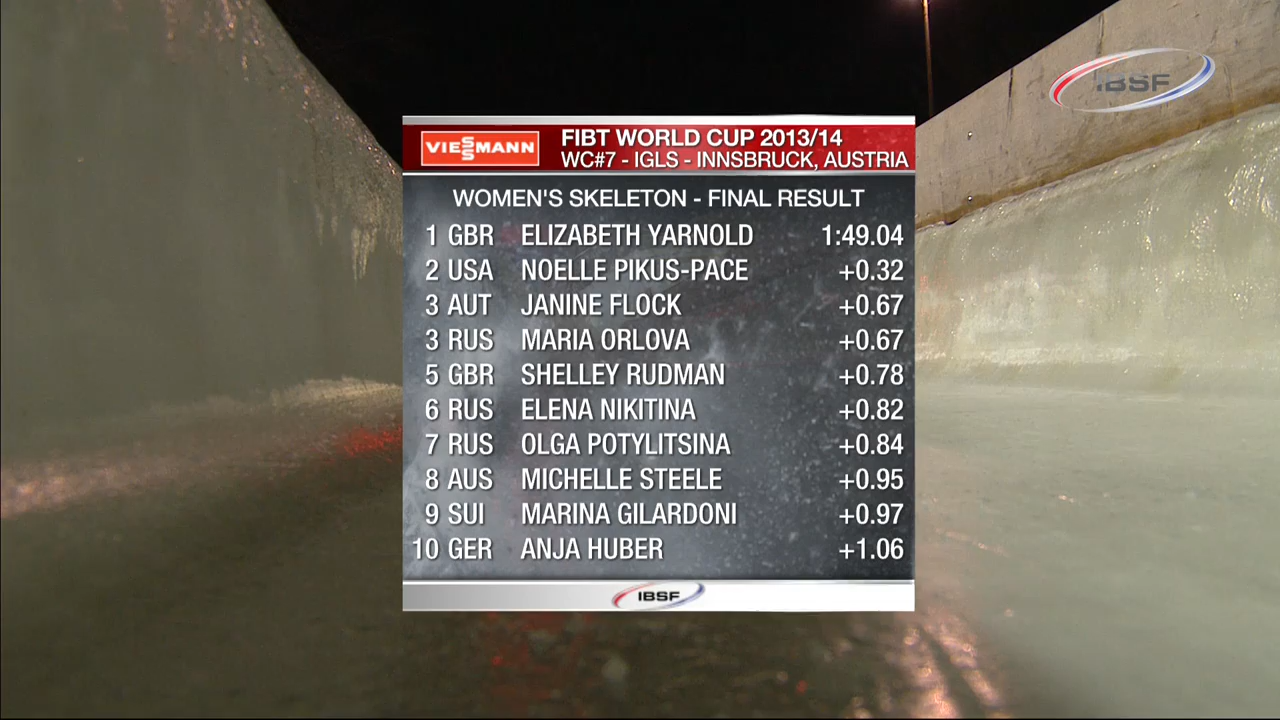 IBSF
VIESSMANN
FIBT WORLD CUP 2013/14
WC#7 - IGLS - INNSBRUCK, AUSTRIA
WOMEN'S SKELETON - FINAL RESULT
1 GBR ELIZABETH YARNOLD 1:49.04
2 USA NOELLE PIKUS-PACE +0.32
3 AUT JANINE FLOCK +0.67
3 RUS MARIA ORLOVA +0.67
5 GBR SHELLEY RUDMAN +0.78
6 RUS ELENA NIKITINA +0.82
7 RUS OLGA POTYLITSINA +0.84
8 AUS MICHELLE STEELE +0.95
9 SUI MARINA GILARDONI +0.97
10 GER ANJA HUBER +1.06
IBSF